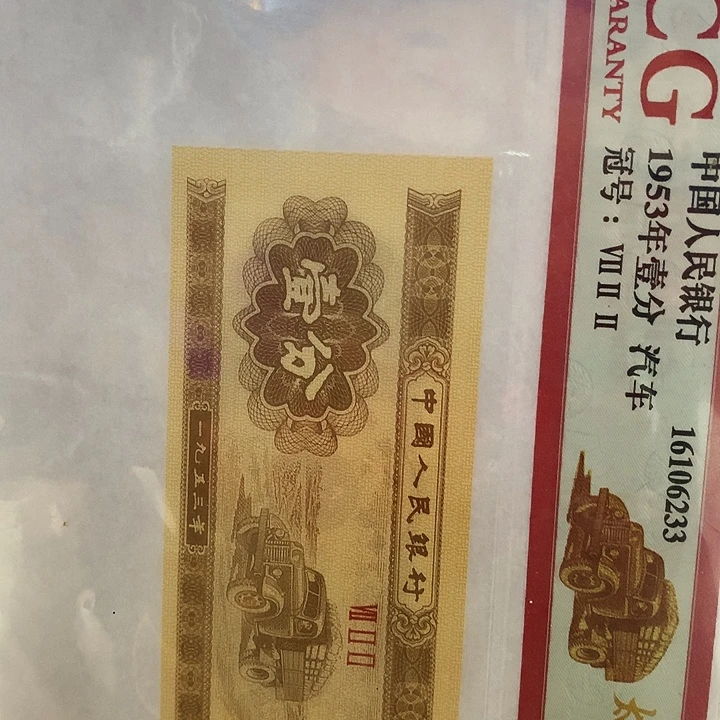 CG
ARANTY
中国人民银行
1953年壹分 汽车
冠号：Ⅶ Ⅱ Ⅱ
16106233
中國人民銀行
壹分
一九五三年
Ⅶ Ⅱ Ⅱ